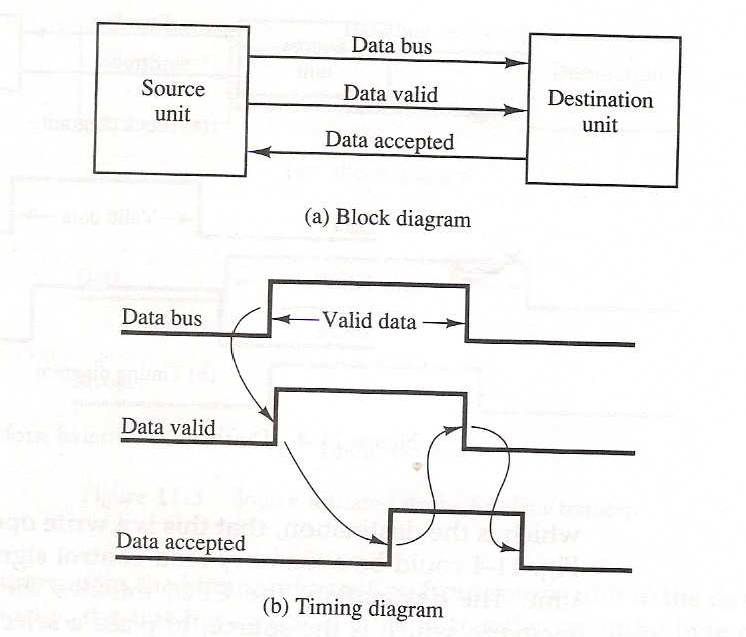 Data bus
Source
unit
Data valid
Destination
unit
Data accepted
(a) Block diagram
Data bus
Valid data
Data valid
Data accepted
(b) Timing diagram